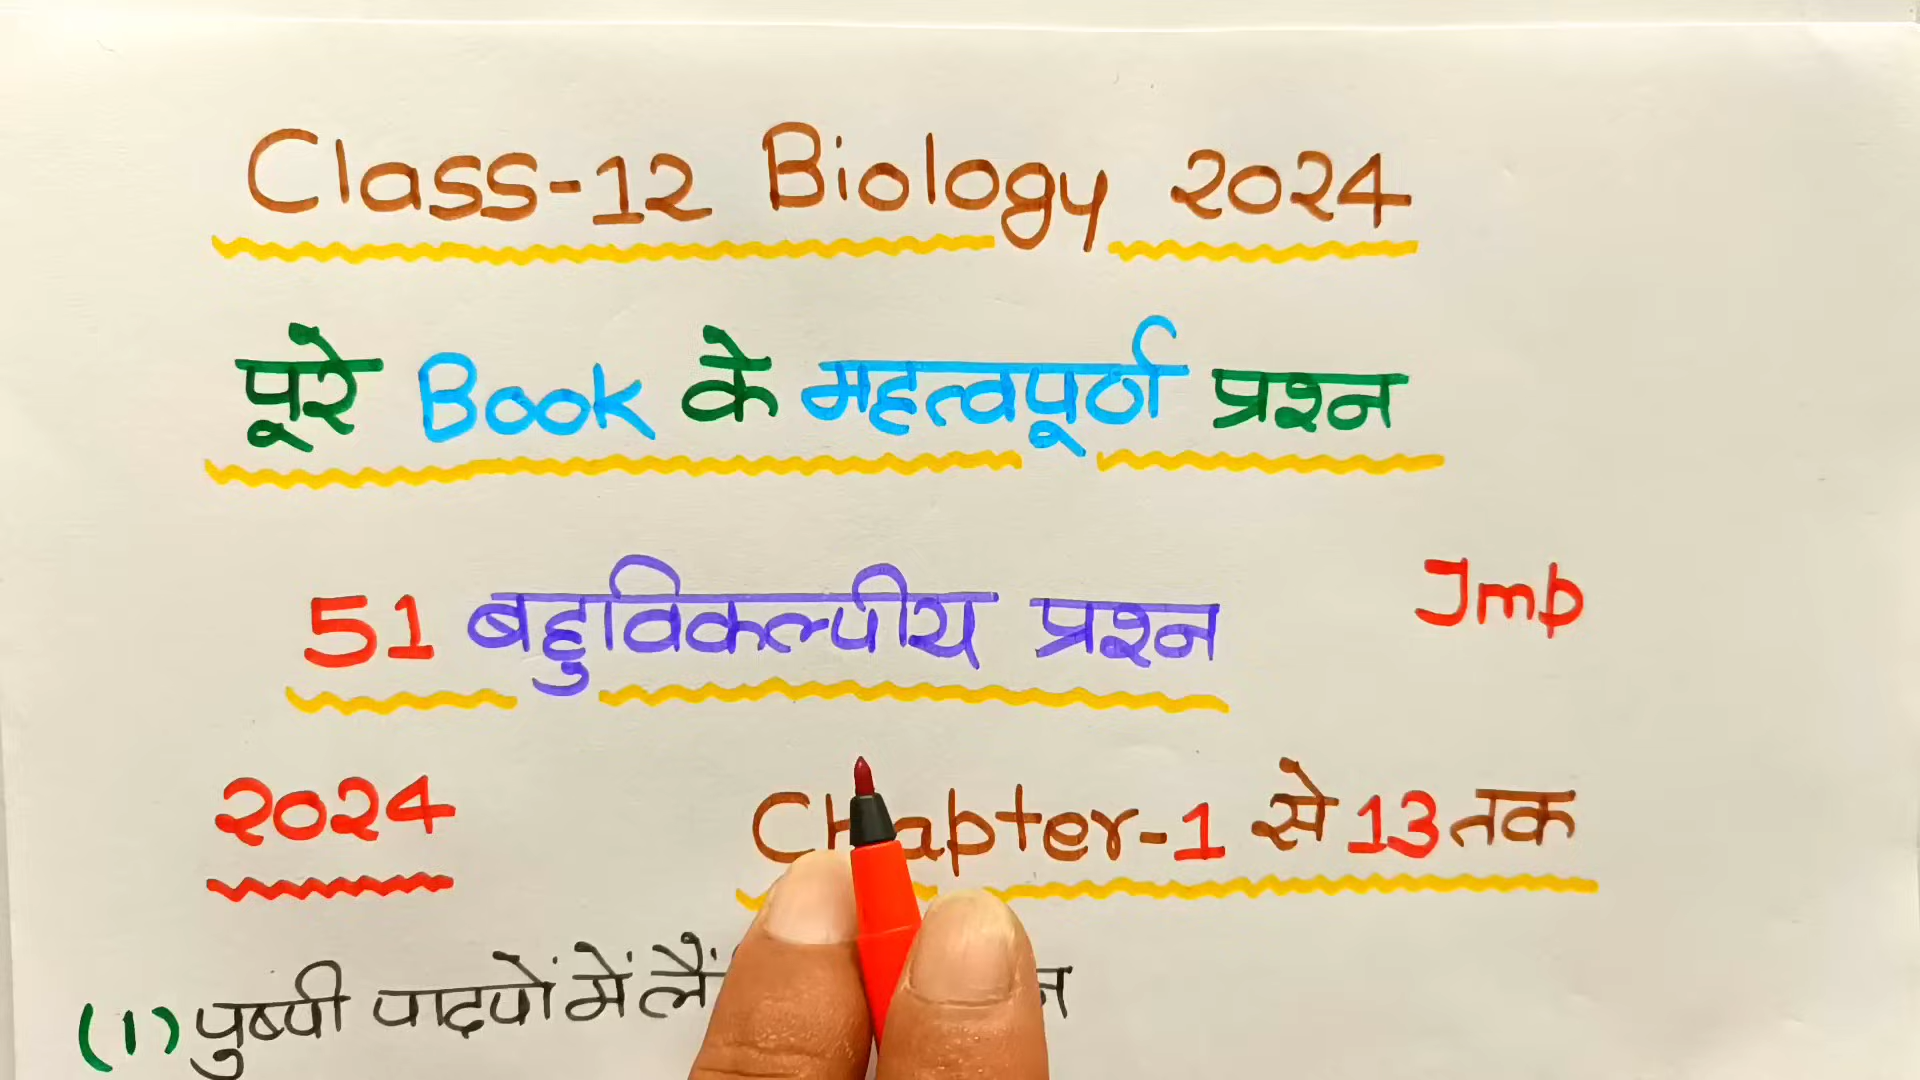 Class-12 Biology 2024
पूरे Book के महत्वपूर्ण प्रश्न
51 बहुविकल्पीय प्रश्न
Imp
2024
Chapter-1 से 13 तक
(1) पुष्पी पादपों में